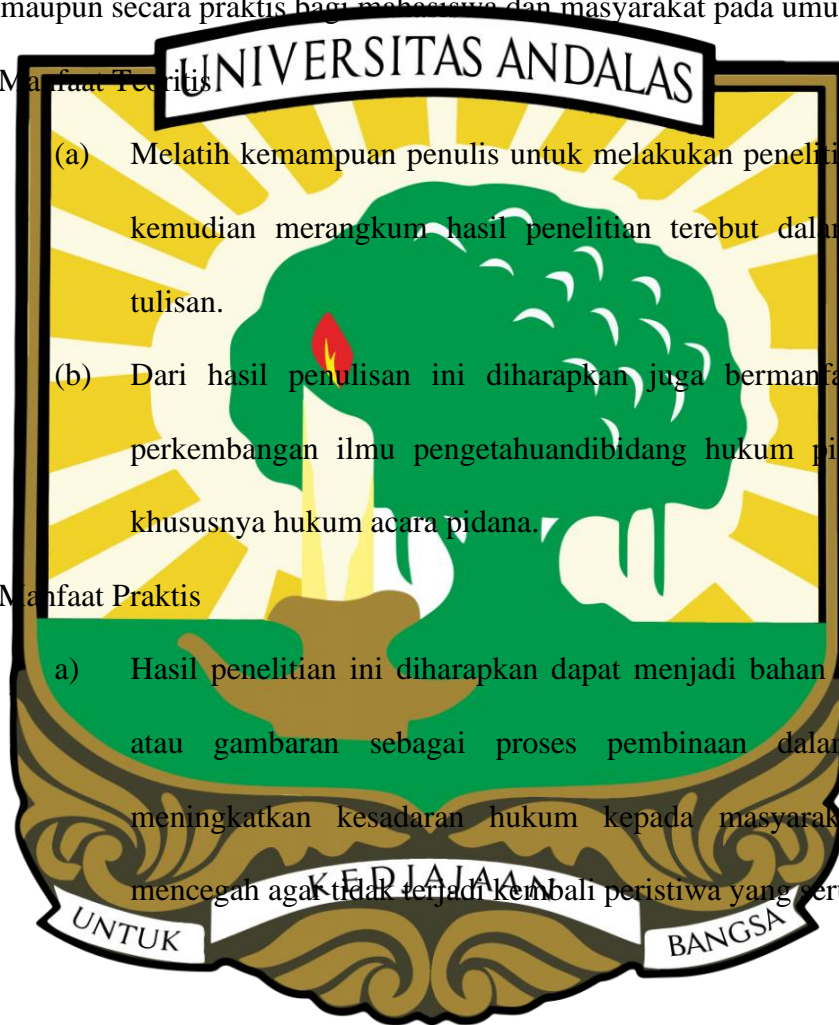 maupun secara praktis bagi mahasiswa dan masyarakat pada umu
UNIVERSITAS ANDALAS
Manfaat Teoritis
(a) Melatih kemampuan penulis untuk melakukan peneliti
kemudian merangkum hasil penelitian terebut dalam
tulisan.
(b) Dari hasil penulisan ini diharapkan juga bermanfa
perkembangan ilmu pengetahuandibidang hukum pi
khususnya hukum acara pidana.
Manfaat Praktis
a) Hasil penelitian ini diharapkan dapat menjadi bahan
atau gambaran sebagai proses pembinaan dalam
meningkatkan kesadaran hukum kepada masyarak
mencegah agar tidak terjadi kembali peristiwa yang seru
KEDJAJAAN
UNTUK
BANGSA